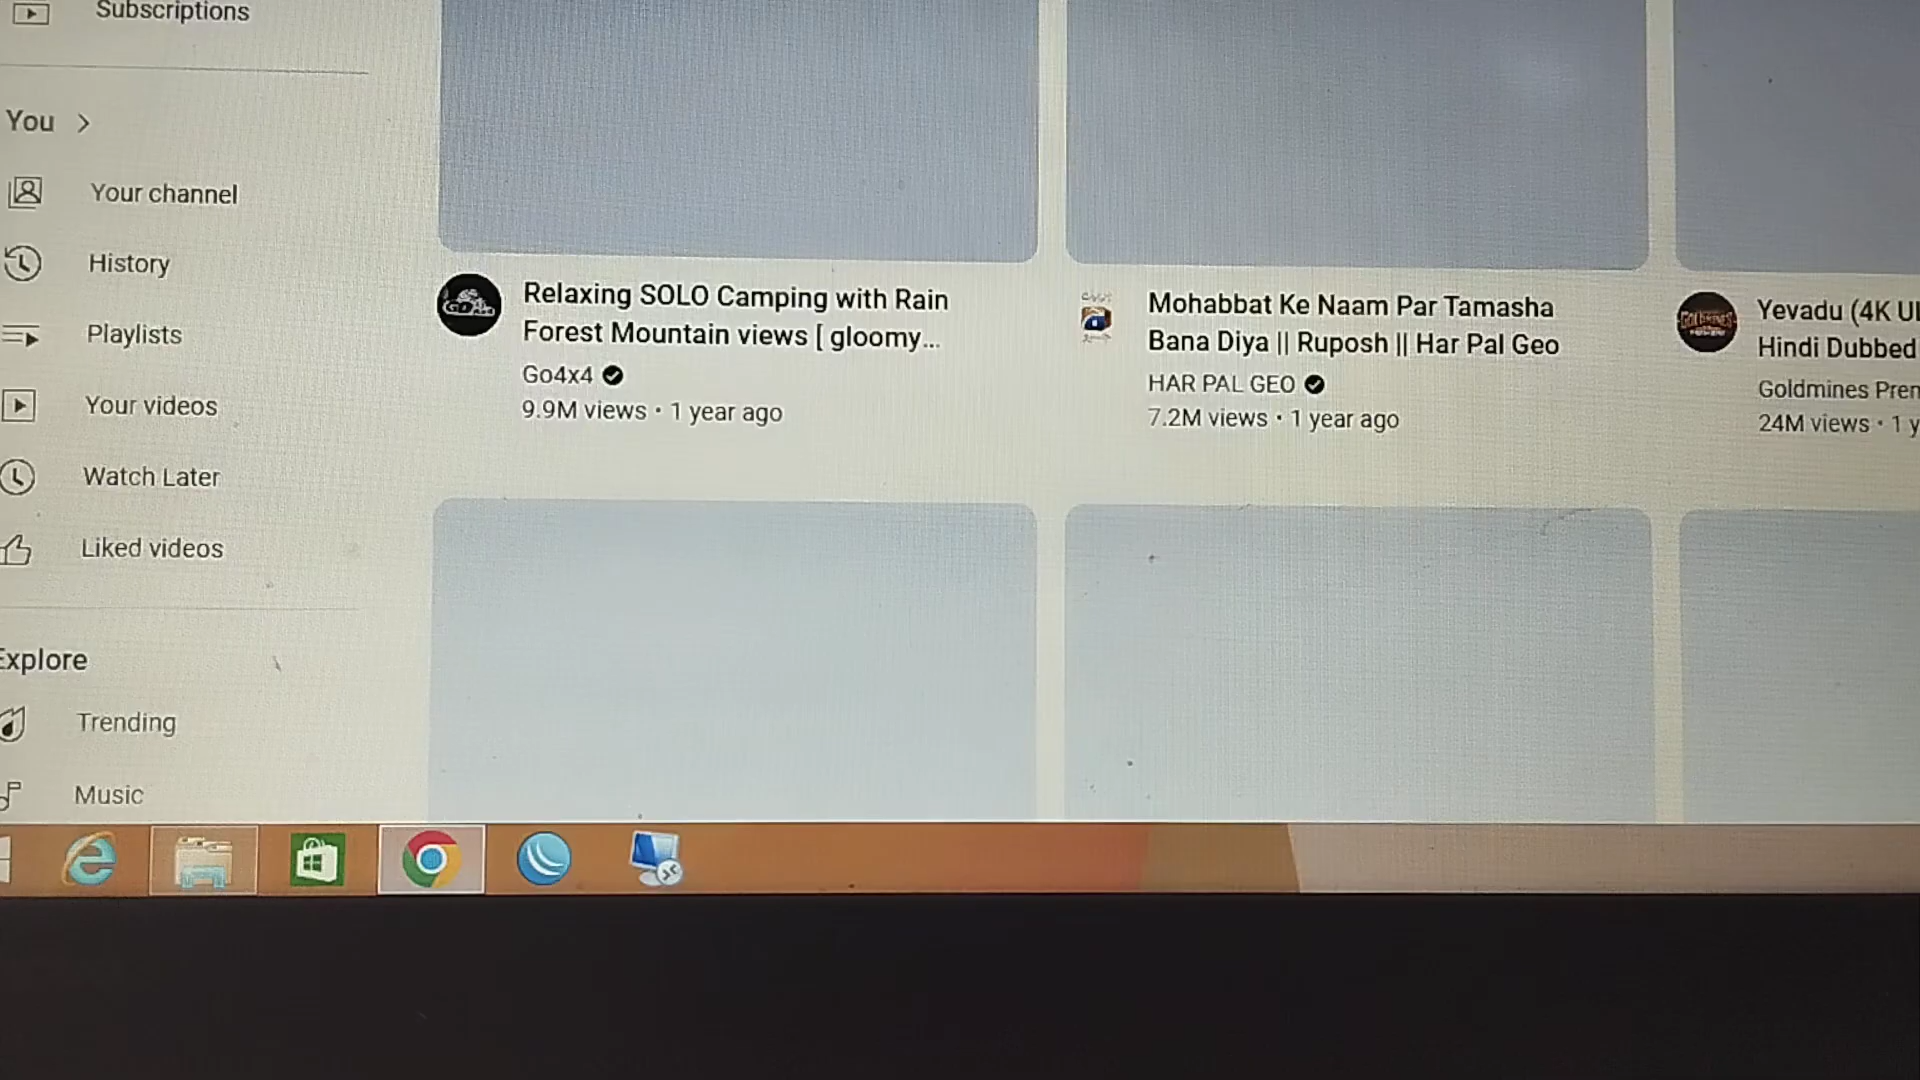 Subscriptions
You
Your channel
History
Playlists
Your videos
Watch Later
Liked videos
Explore
Trending
Music
Relaxing SOLO Camping with Rain
Forest Mountain views [ gloomy...
Go4x4
9.9M views • 1 year ago
Mohabbat Ke Naam Par Tamasha
Bana Diya || Ruposh || Har Pal Geo
HAR PAL GEO
7.2M views • 1 year ago
Yevadu (4K
Hindi Dubbed
Goldmines
24M views • 1